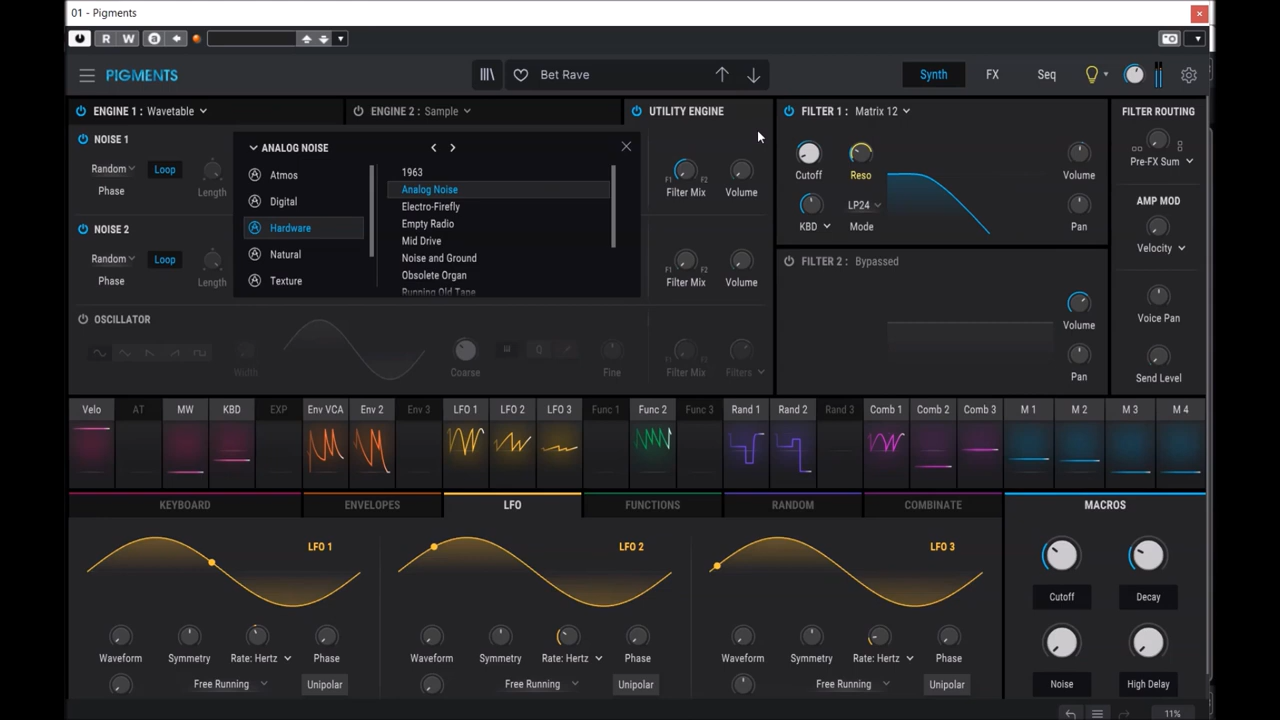 01 - Pigments
R W a
PIGMENTS
Bet Rave
Synth FX Seq
ENGINE 1: Wavetable
ENGINE 2: Sample
UTILITY ENGINE
FILTER 1: Matrix 12
FILTER ROUTING
NOISE 1
Random
Loop
Phase
Length
NOISE 2
Random
Loop
Phase
Length
ANALOG NOISE
Atmos
Digital
Hardware
Natural
Texture
1963
Analog Noise
Electro-Firefly
Empty Radio
Mid Drive
Noise and Ground
Obsolete Organ
Running Old Tape
F1 F2
Filter Mix
Volume
F1 F2
Filter Mix
Volume
Cutoff
Reso
Volume
KBD
LP24
Mode
Pan
Pre-FX Sum
AMP MOD
Velocity
Voice Pan
Send Level
FILTER 2: Bypassed
Volume
Pan
OSCILLATOR
Width
Coarse
Q
Fine
Filter Mix
Filters
Velo AT MW KBD EXP Env VCA Env 2 Env 3 LFO 1 LFO 2 LFO 3 Func 1 Func 2 Func 3 Rand 1 Rand 2 Rand 3 Comb 1 Comb 2 Comb 3 M 1 M 2 M 3 M 4
KEYBOARD ENVELOPES LFO FUNCTIONS RANDOM COMBINATE MACROS
LFO 1
Waveform Symmetry Rate: Hertz Phase
Free Running Unipolar
LFO 2
Waveform Symmetry Rate: Hertz Phase
Free Running Unipolar
LFO 3
Waveform Symmetry Rate: Hertz Phase
Free Running Unipolar
Cutoff Decay
Noise High Delay
11%